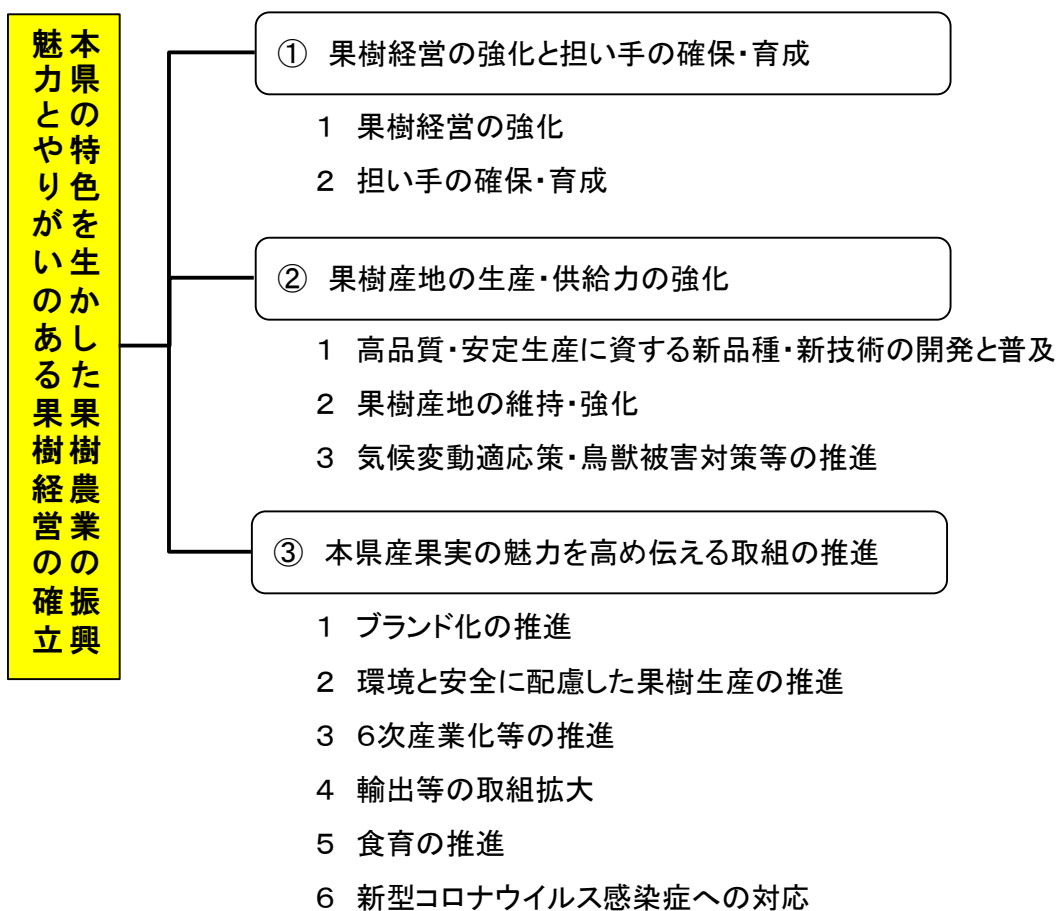 本県の特色を生かした果樹農業の振興
魅力とやりがいのある果樹経営の確立
① 果樹経営の強化と担い手の確保・育成
1 果樹経営の強化
2 担い手の確保・育成
② 果樹産地の生産・供給力の強化
1 高品質・安定生産に資する新品種・新技術の開発と普及
2 果樹産地の維持・強化
3 気候変動適応策・鳥獣被害対策等の推進
③ 本県産果実の魅力を高め伝える取組の推進
1 ブランド化の推進
2 環境と安全に配慮した果樹生産の推進
3 6次産業化等の推進
4 輸出等の取組拡大
5 食育の推進
6 新型コロナウイルス感染症への対応